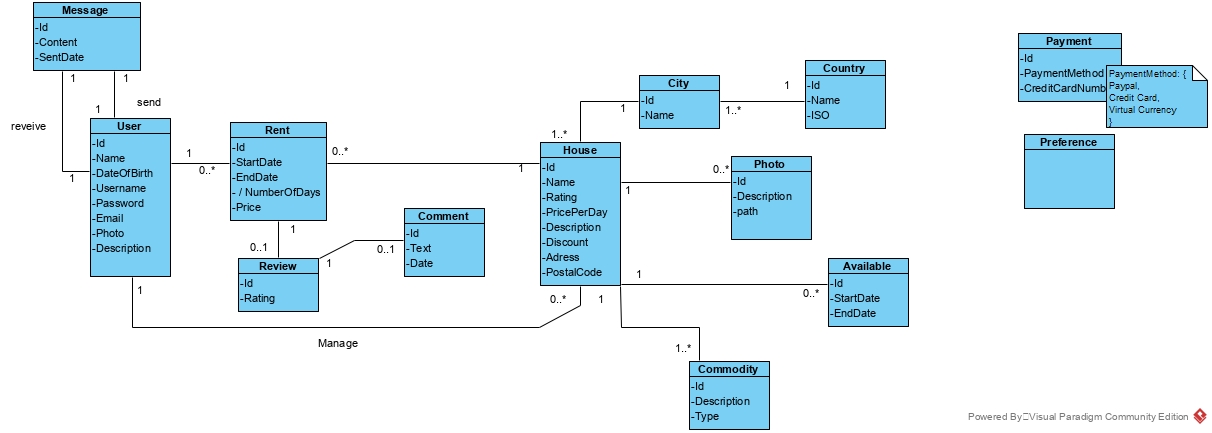 Message
-Id
-Content
-SentDate
1
1
send
1
reveive
1
User
-Id
-Name
-DateOfBirth
-Username
-Password
-Email
-Photo
-Description
1
1
0..*
Rent
-Id
-StartDate
-EndDate
- / NumberOfDays
-Price
0..*
1
1
0..1
Review
-Id
-Rating
1
0..1
Comment
-Id
-Text
-Date
Manage
House
-Id
-Name
-Rating
-PricePerDay
-Description
-Discount
-Adress
-PostalCode
1..*
1
0..*
1
1
1
City
-Id
-Name
1
1..*
Country
-Id
-Name
-ISO
0..*
Photo
-Id
-Description
-path
0..*
Available
-Id
-StartDate
-EndDate
1..*
Commodity
-Id
-Description
-Type
Payment
-Id
-PaymentMethod
-CreditCardNumb
PaymentMethod: {
Paypal,
Credit Card,
Virtual Currency
}
Preference
Powered By Visual Paradigm Community Edition